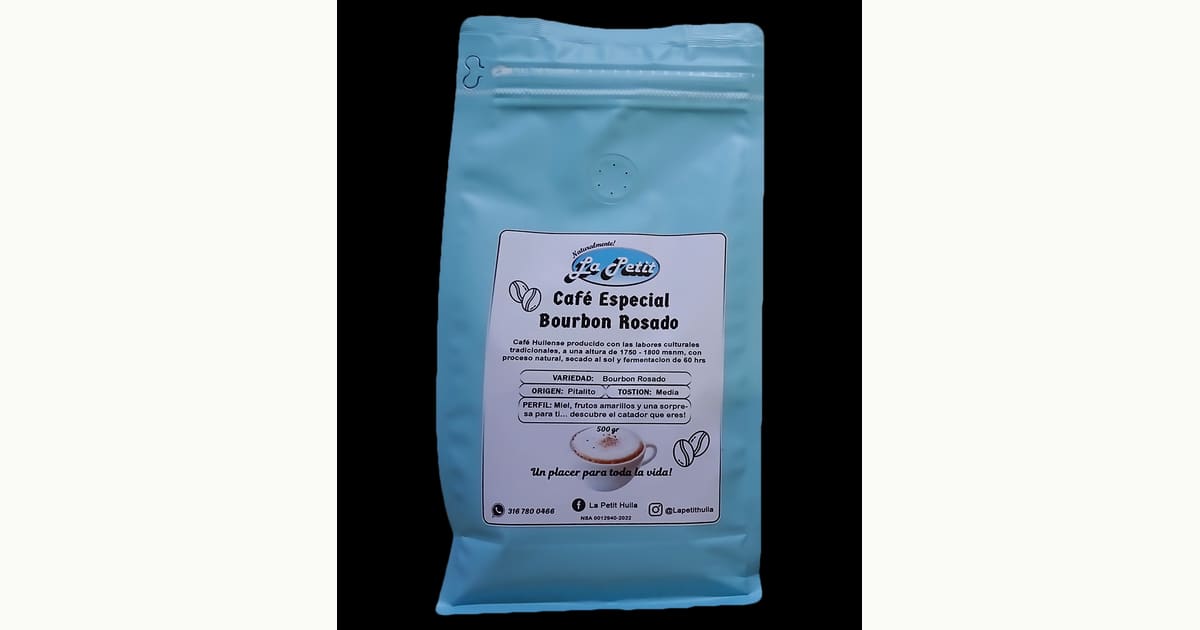 Naturalmente!
La Petit
Café Especial
Bourbon Rosado
Café Huilense producido con las labores culturales
tradicionales, a una altura de 1750 - 1800 msnm, con
proceso natural, secado al sol y fermentacion de 60 hrs
VARIEDAD: Bourbon Rosado
ORIGEN: Pitalito TOSTION: Media
PERFIL: Miel, frutos amarillos y una sorpre-
sa para ti... descubre el catador que eres!
500 gr
Un placer para toda la vida!
316 780 0466 La Petit Huila @Lapetithuila
NSA 0012940-2022